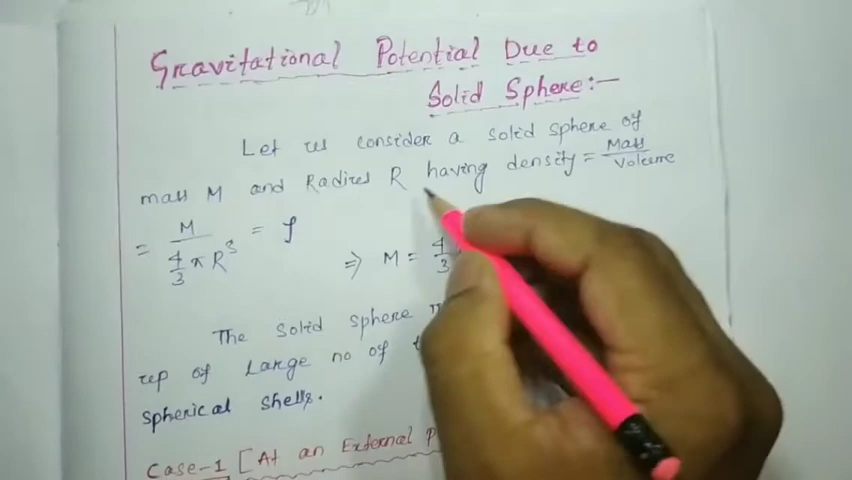 Gravitational Potential Due to
Solid Sphere:-
Let us consider a solid sphere of
mass M and Radius R having density = Mass / Volume
= M / (4/3 π R³) = ρ
⇒ M = 4/3
The solid sphere
up of Large no of
spherical shells.
Case-1 [At an External